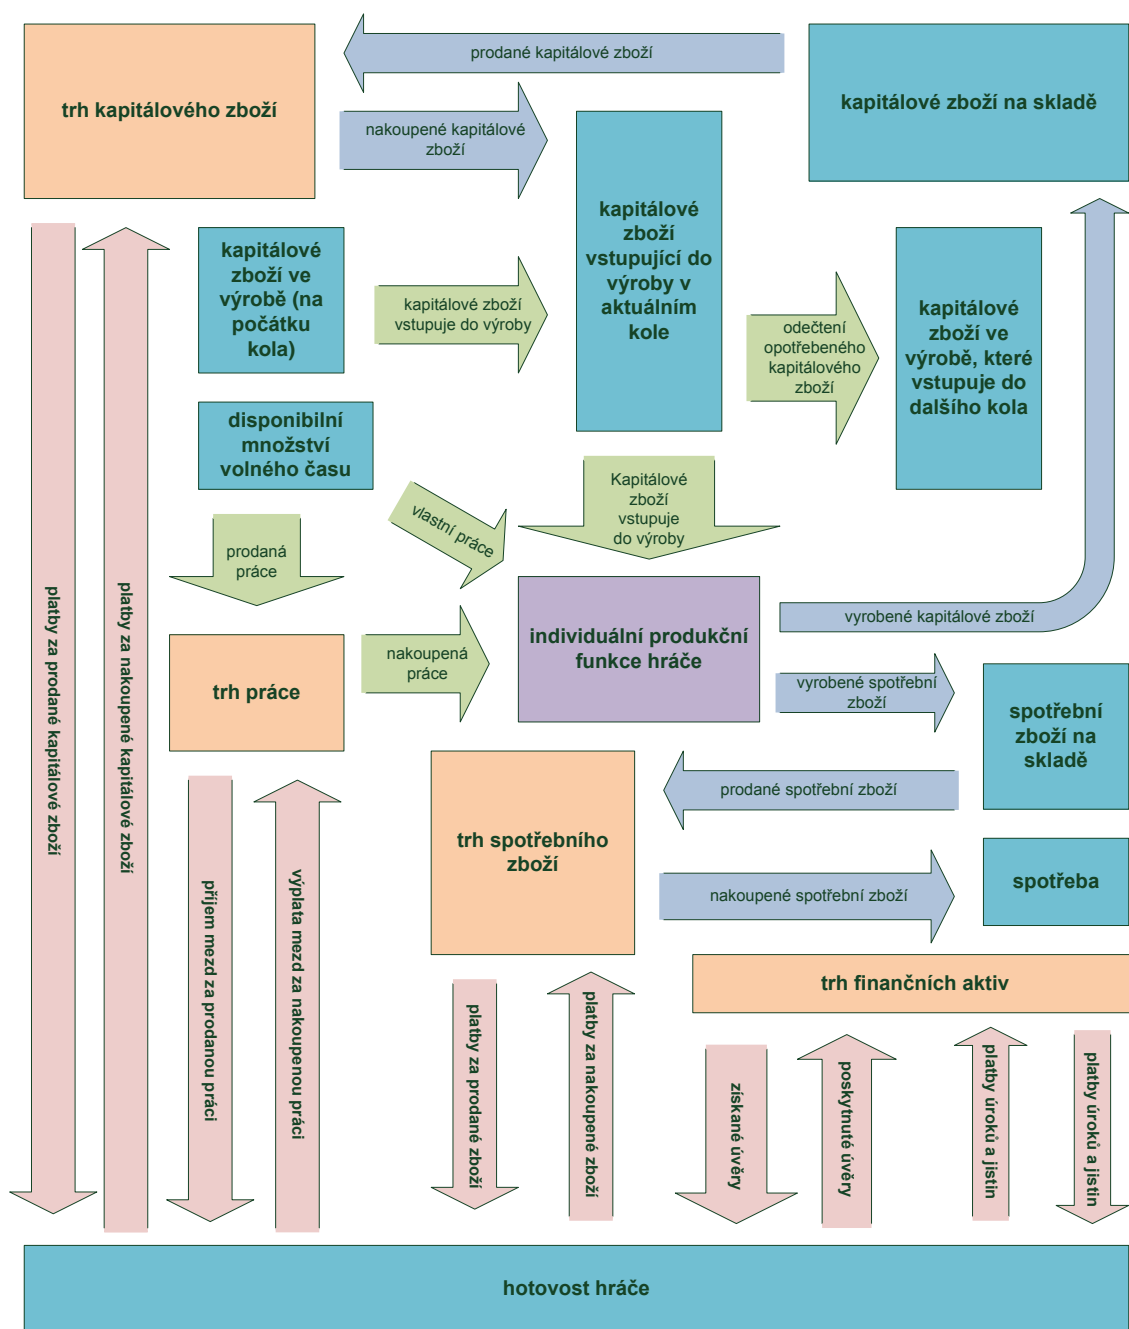 prodané kapitálové zboží
trh kapitálového zboží
kapitálové zboží na skladě
nakoupené kapitálové
zboží
kapitálové
zboží
vstupující do
výroby v
aktuálním
kole
kapitálové
zboží ve
výrobě (na
počátku
kola)
kapitálové zboží
vstupuje do výroby
odečtení
opotřebeného
kapitálového
zboží
kapitálové
zboží ve
výrobě, které
vstupuje do
dalšího kola
disponibilní
množství
volného času
vlastní práce
Kapitálové
zboží
vstupuje
do výroby
prodaná
práce
platby za prodané kapitálové zboží
platby za nakoupené kapitálové zboží
individuální produkční
funkce hráče
vyrobené kapitálové zboží
nakoupená
práce
trh práce
vyrobené spotřební
zboží
spotřební
zboží na
skladě
prodané spotřební zboží
trh spotřebního
zboží
nakoupené spotřební zboží
spotřeba
příjem mezd za prodanou práci
výplata mezd za nakoupenou práci
trh finančních aktiv
platby za prodané zboží
platby za nakoupené zboží
získané úvěry
poskytnuté úvěry
platby úroků a jistin
platby úroků a jistin
hotovost hráče